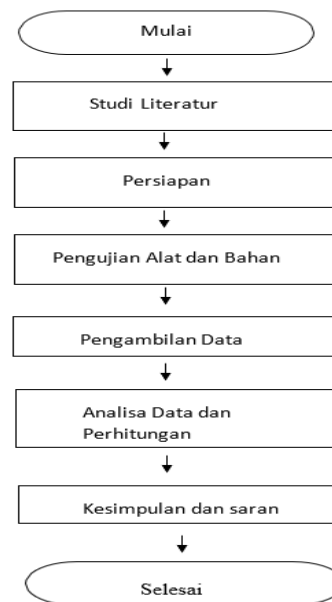 Mulai
Studi Literatur
Persiapan
Pengujian Alat dan Bahan
Pengambilan Data
Analisa Data dan
Perhitungan
Kesimpulan dan saran
Selesai